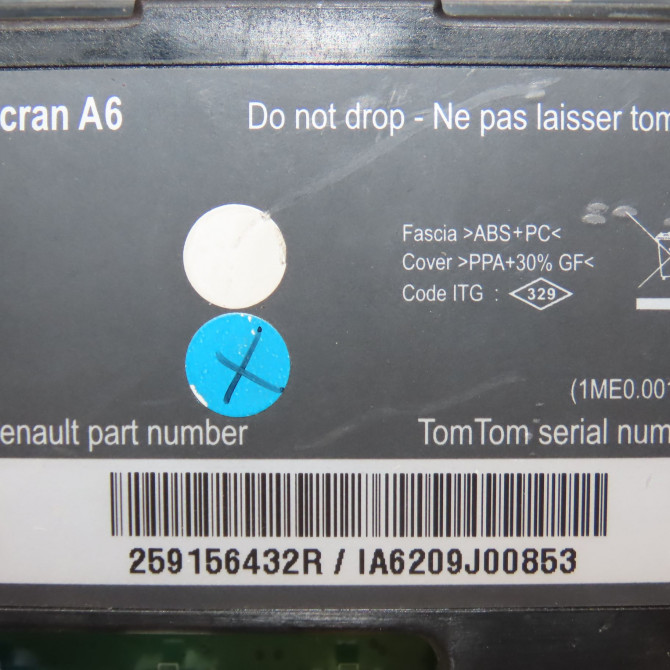 cran A6
Do not drop - Ne pas laisser tom
Fascia >ABS+PC<
Cover >PPA+30% GF<
Code ITG : 329
(1ME0.001
enault part number
TomTom serial num
259156432R / IA6209J00853